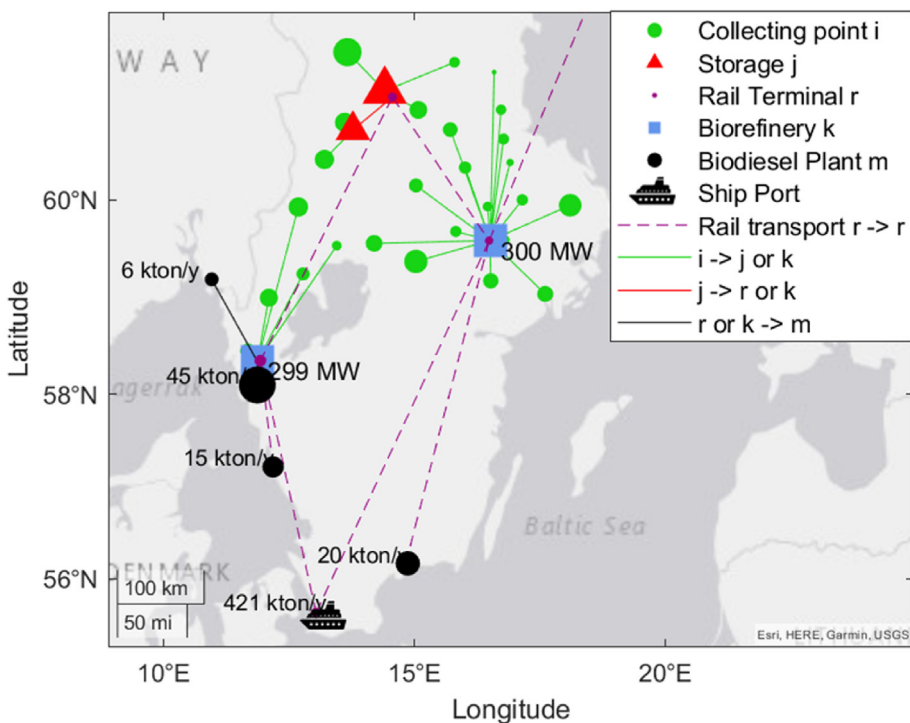 W A Y
Collecting point i
Storage j
Rail Terminal r
Biorefinery k
Biodiesel Plant m
Ship Port
Rail transport r -> r
i -> j or k
j -> r or k
r or k -> m
60°N
58°N
56°N
Latitude
300 MW
6 kton/y
299 MW
45 kton/
15 kton/y
20 kton/y
421 kton/y
agerrak
Baltic Sea
DENMARK
100 km
50 mi
Esri, HERE, Garmin, USGS
10°E
15°E
20°E
Longitude